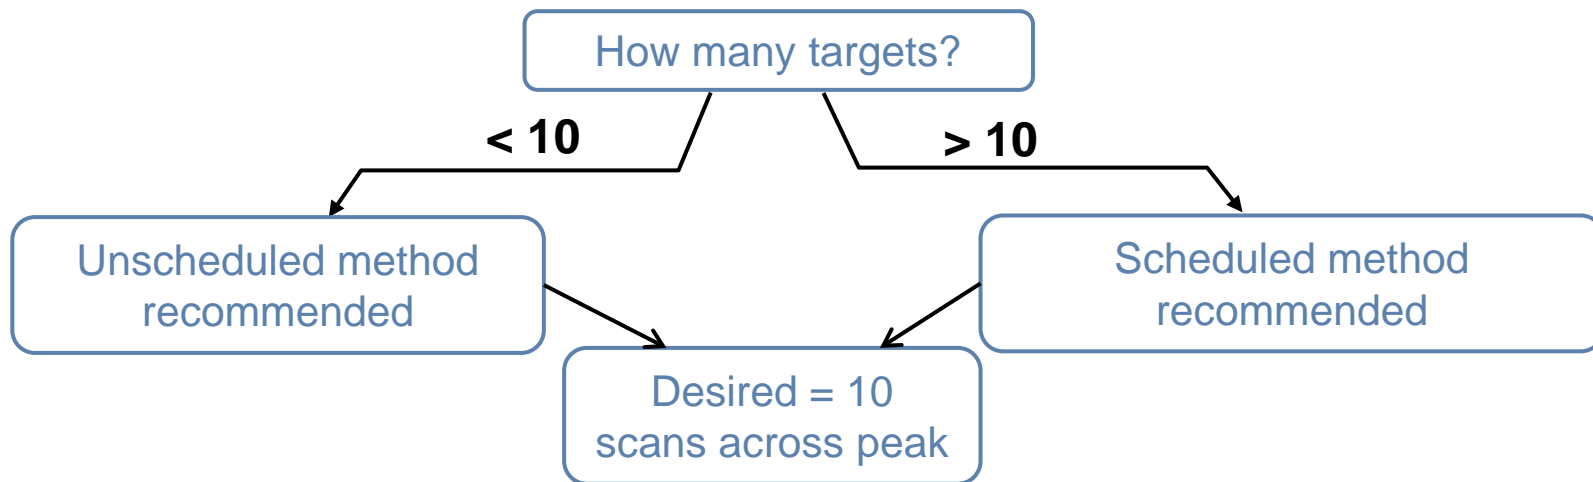 How many targets?
< 10
> 10
Unscheduled method
recommended
Scheduled method
recommended
Desired = 10
scans across peak